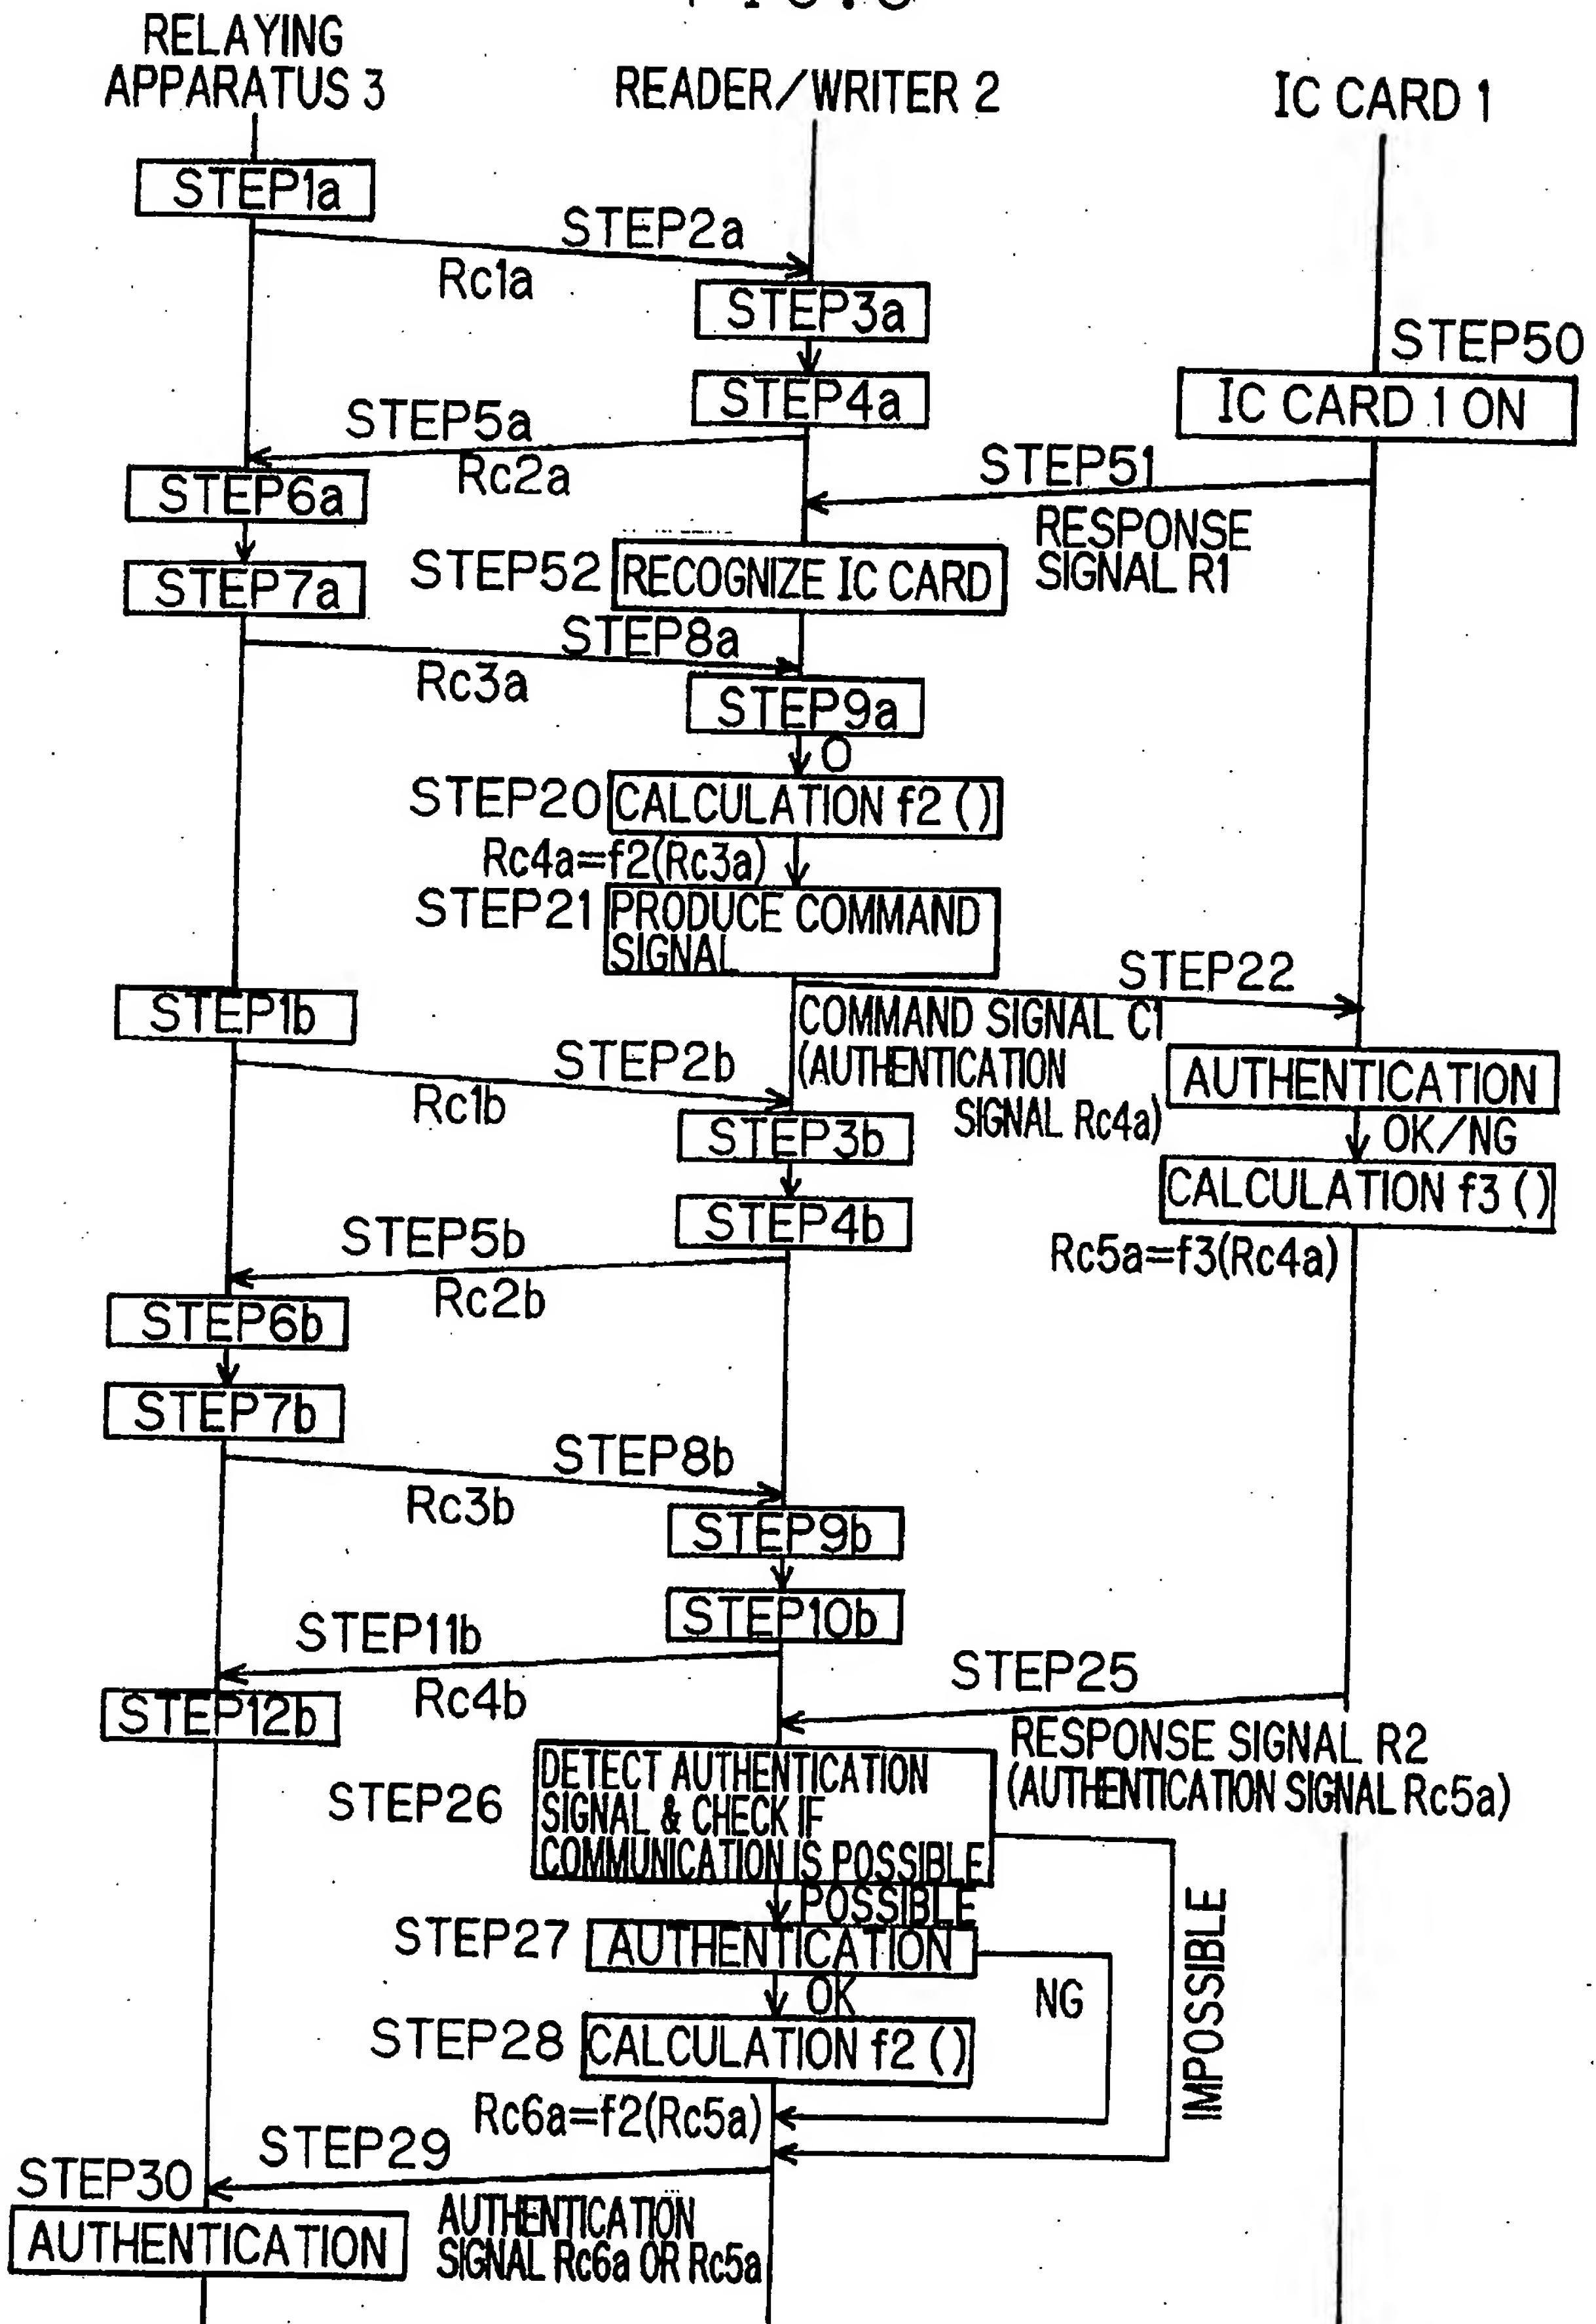 RELAYING
APPARATUS 3
READER/WRITER 2
IC CARD 1
STEP1a
STEP2a
Rc1a
STEP3a
STEP50
STEP4a
IC CARD 1 ON
STEP5a
Rc2a
STEP51
STEP6a
RESPONSE
SIGNAL R1
STEP52
RECOGNIZE IC CARD
STEP7a
STEP8a
Rc3a
STEP9a
O
STEP20
CALCULATION f2 ()
Rc4a=f2(Rc3a)
STEP21
PRODUCE COMMAND
SIGNAL
STEP22
STEP1b
COMMAND SIGNAL C1
(AUTHENTICATION
SIGNAL Rc4a)
STEP2b
Rc1b
AUTHENTICATION
STEP3b
OK/NG
CALCULATION f3 ()
STEP4b
STEP5b
Rc5a=f3(Rc4a)
Rc2b
STEP6b
STEP7b
STEP8b
Rc3b
STEP9b
STEP10b
STEP11b
Rc4b
STEP25
STEP12b
RESPONSE SIGNAL R2
(AUTHENTICATION SIGNAL Rc5a)
STEP26
DETECT AUTHENTICATION
SIGNAL & CHECK IF
COMMUNICATION IS POSSIBLE
POSSIBLE
IMPOSSIBLE
STEP27
AUTHENTICATION
OK
NG
STEP28
CALCULATION f2 ()
Rc6a=f2(Rc5a)
STEP29
STEP30
AUTHENTICATION
AUTHENTICATION
SIGNAL Rc6a OR Rc5a